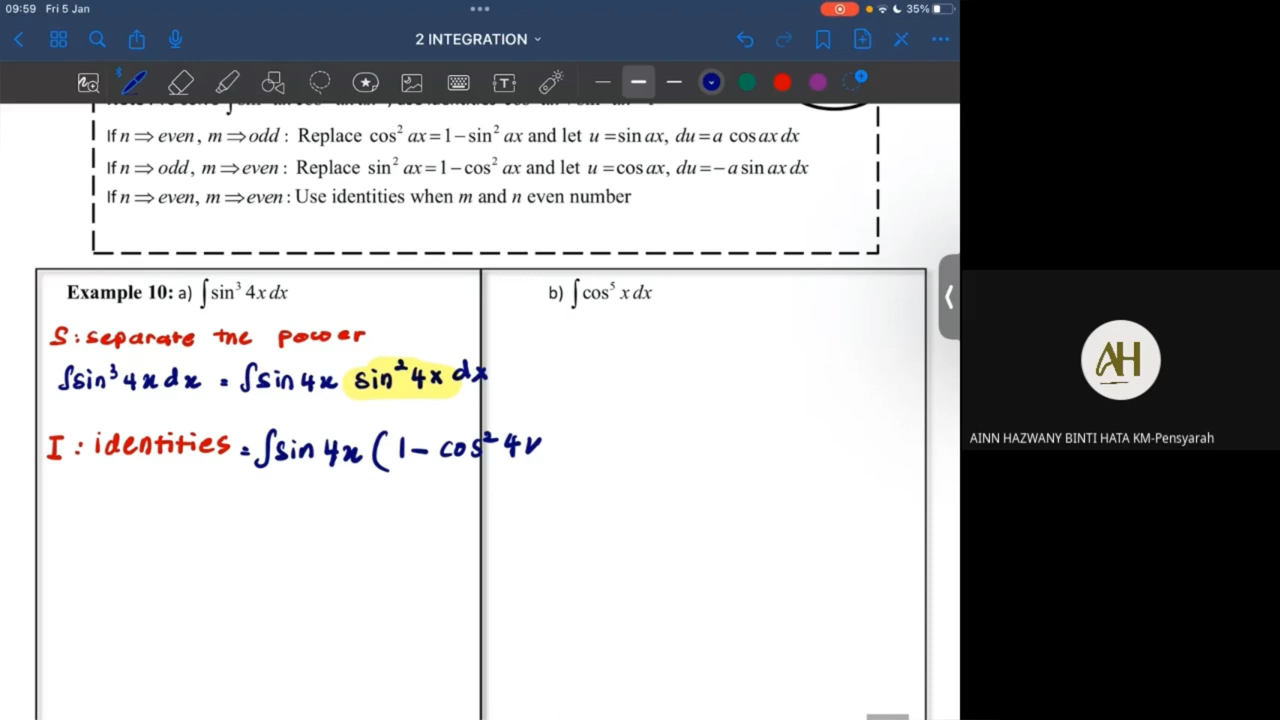 09:59 Fri 5 Jan
35%
2 INTEGRATION
If n ⇒ even, m ⇒ odd : Replace cos² ax = 1 − sin² ax and let u = sin ax, du = a cos ax dx
If n ⇒ odd, m ⇒ even : Replace sin² ax = 1 − cos² ax and let u = cos ax, du = −a sin ax dx
If n ⇒ even, m ⇒ even : Use identities when m and n even number
Example 10: a) ∫ sin³ 4x dx
S : separate the power
∫sin³ 4x dx = ∫sin 4x sin² 4x dx
I : identities = ∫sin 4x (1 − cos² 4
b) ∫ cos⁵ x dx
AH
AINN HAZWANY BINTI HATA KM-Pensyarah